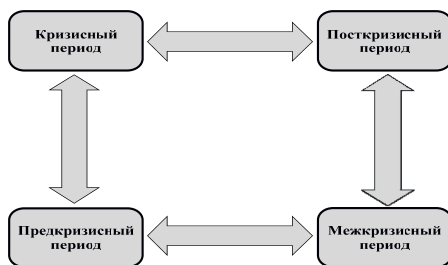 Кризисный
период
Посткризисный
период
Предкризисный
период
Межкризисный
период